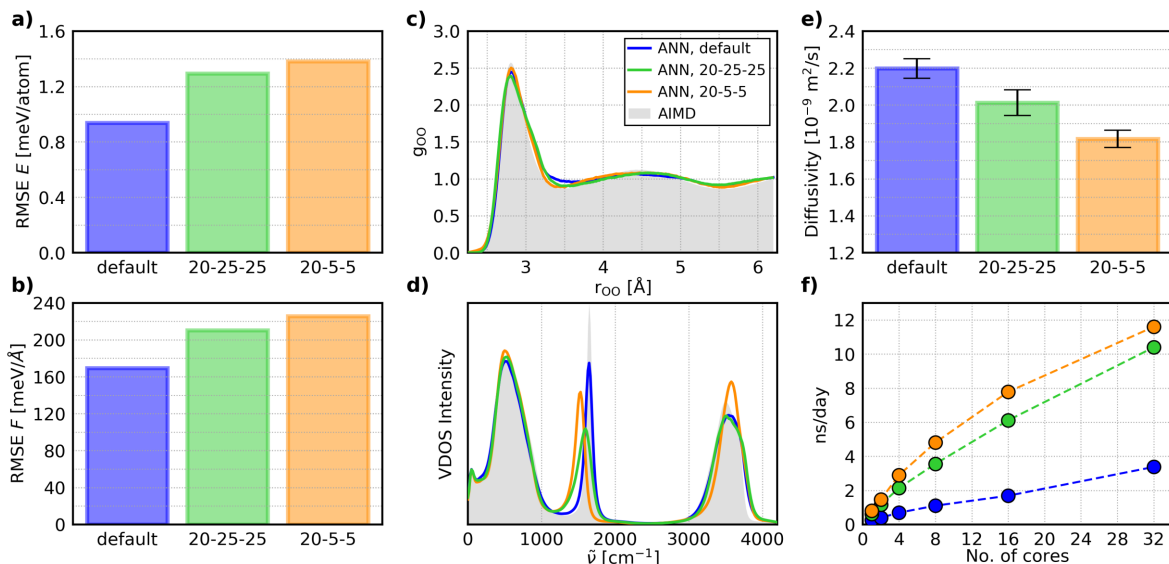 a)
RMSE E [meV/atom]
1.6
1.2
0.8
0.4
0.0
default
20-25-25
20-5-5
b)
RMSE F [meV/Å]
240
200
160
120
80
40
0
default
20-25-25
20-5-5
c)
gOO
3.0
2.5
2.0
1.5
1.0
0.5
0.0
ANN, default
ANN, 20-25-25
ANN, 20-5-5
AIMD
3
4
5
6
rOO [Å]
d)
VDOS Intensity
0
1000
2000
3000
4000
ν̃ [cm⁻¹]
e)
Diffusivity [10⁻⁹ m²/s]
2.4
2.2
2.0
1.8
1.6
1.4
1.2
default
20-25-25
20-5-5
f)
ns/day
12
10
8
6
4
2
0
0
4
8
12
16
20
24
28
32
No. of cores